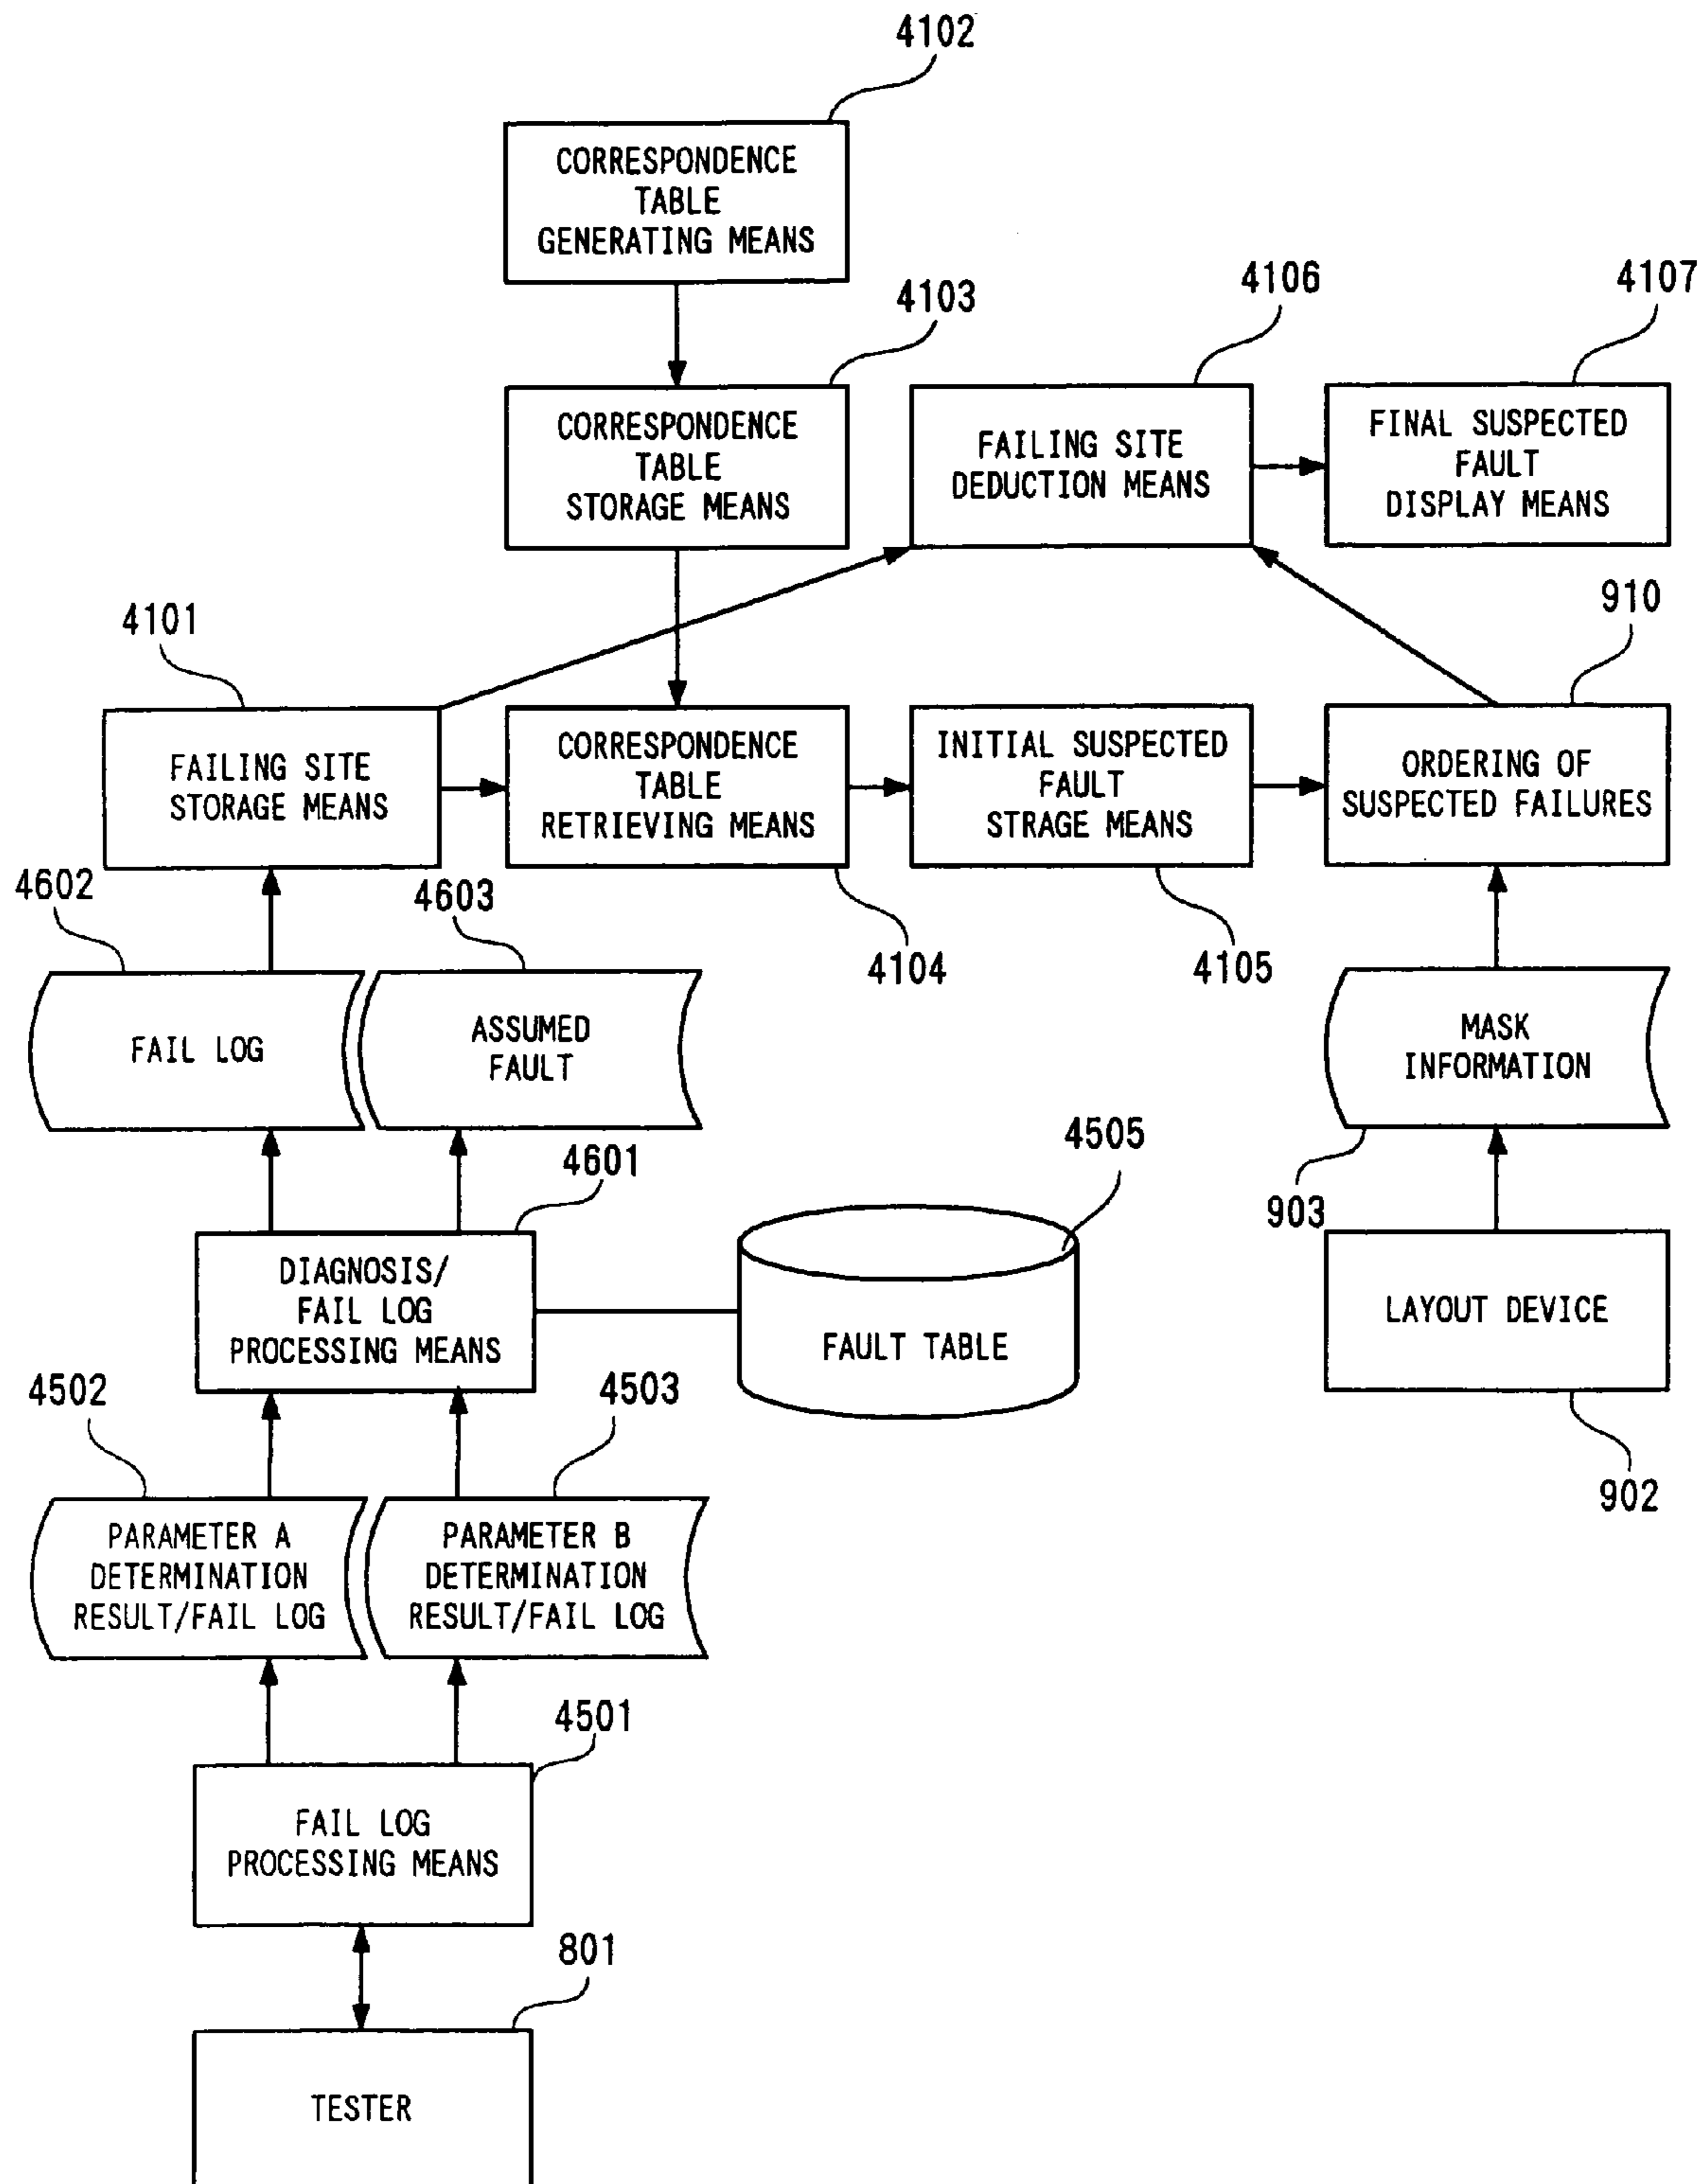 4102
CORRESPONDENCE
TABLE
GENERATING MEANS
4103
4106
4107
CORRESPONDENCE
TABLE
STORAGE MEANS
FAILING SITE
DEDUCTION MEANS
FINAL SUSPECTED
FAULT
DISPLAY MEANS
4101
910
FAILING SITE
STORAGE MEANS
CORRESPONDENCE
TABLE
RETRIEVING MEANS
INITIAL SUSPECTED
FAULT
STRAGE MEANS
ORDERING OF
SUSPECTED FAILURES
4602
4603
4104
4105
FAIL LOG
ASSUMED
FAULT
MASK
INFORMATION
4601
4505
903
DIAGNOSIS/
FAIL LOG
PROCESSING MEANS
FAULT TABLE
LAYOUT DEVICE
4502
4503
902
PARAMETER A
DETERMINATION
RESULT/FAIL LOG
PARAMETER B
DETERMINATION
RESULT/FAIL LOG
4501
FAIL LOG
PROCESSING MEANS
801
TESTER